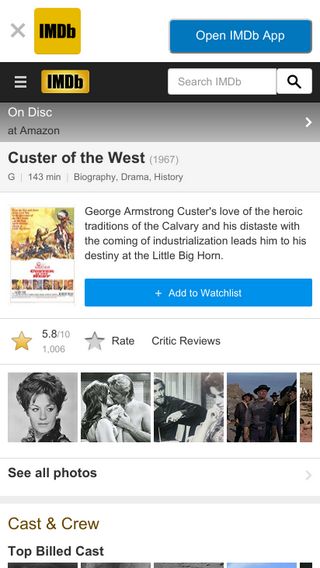 IMDb
Open IMDb App
IMDb
Search IMDb
On Disc
at Amazon
Custer of the West (1967)
G | 143 min | Biography, Drama, History
George Armstrong Custer's love of the heroic
traditions of the Calvary and his distaste with
the coming of industrialization leads him to his
destiny at the Little Big Horn.
+ Add to Watchlist
5.8/10
1,006
Rate
Critic Reviews
See all photos
Cast & Crew
Top Billed Cast